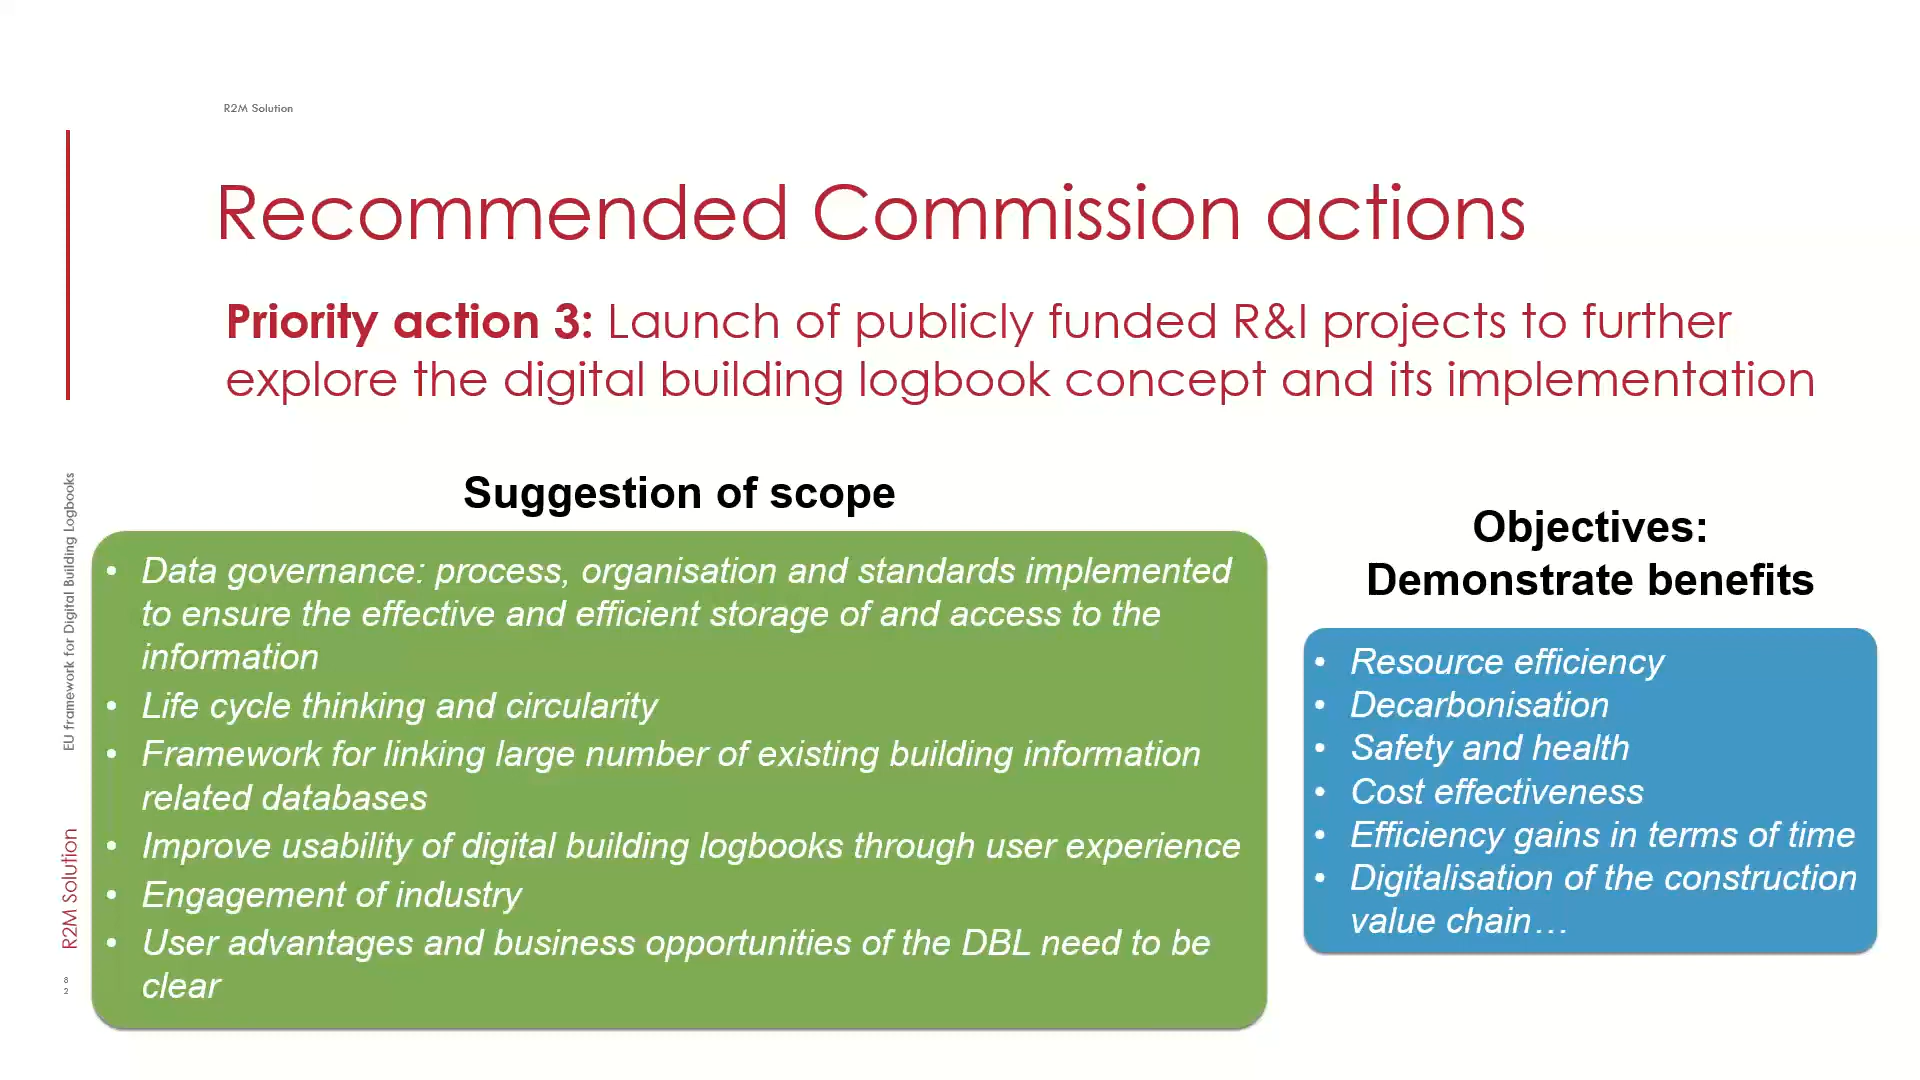 R2M Solution
Recommended Commission actions
Priority action 3: Launch of publicly funded R&I projects to further
explore the digital building logbook concept and its implementation
Suggestion of scope
• Data governance: process, organisation and standards implemented
to ensure the effective and efficient storage of and access to the
information
• Life cycle thinking and circularity
• Framework for linking large number of existing building information
related databases
• Improve usability of digital building logbooks through user experience
• Engagement of industry
• User advantages and business opportunities of the DBL need to be
clear
Objectives:
Demonstrate benefits
• Resource efficiency
• Decarbonisation
• Safety and health
• Cost effectiveness
• Efficiency gains in terms of time
• Digitalisation of the construction
value chain…
EU framework for Digital Building Logbooks
R2M Solution
8
2